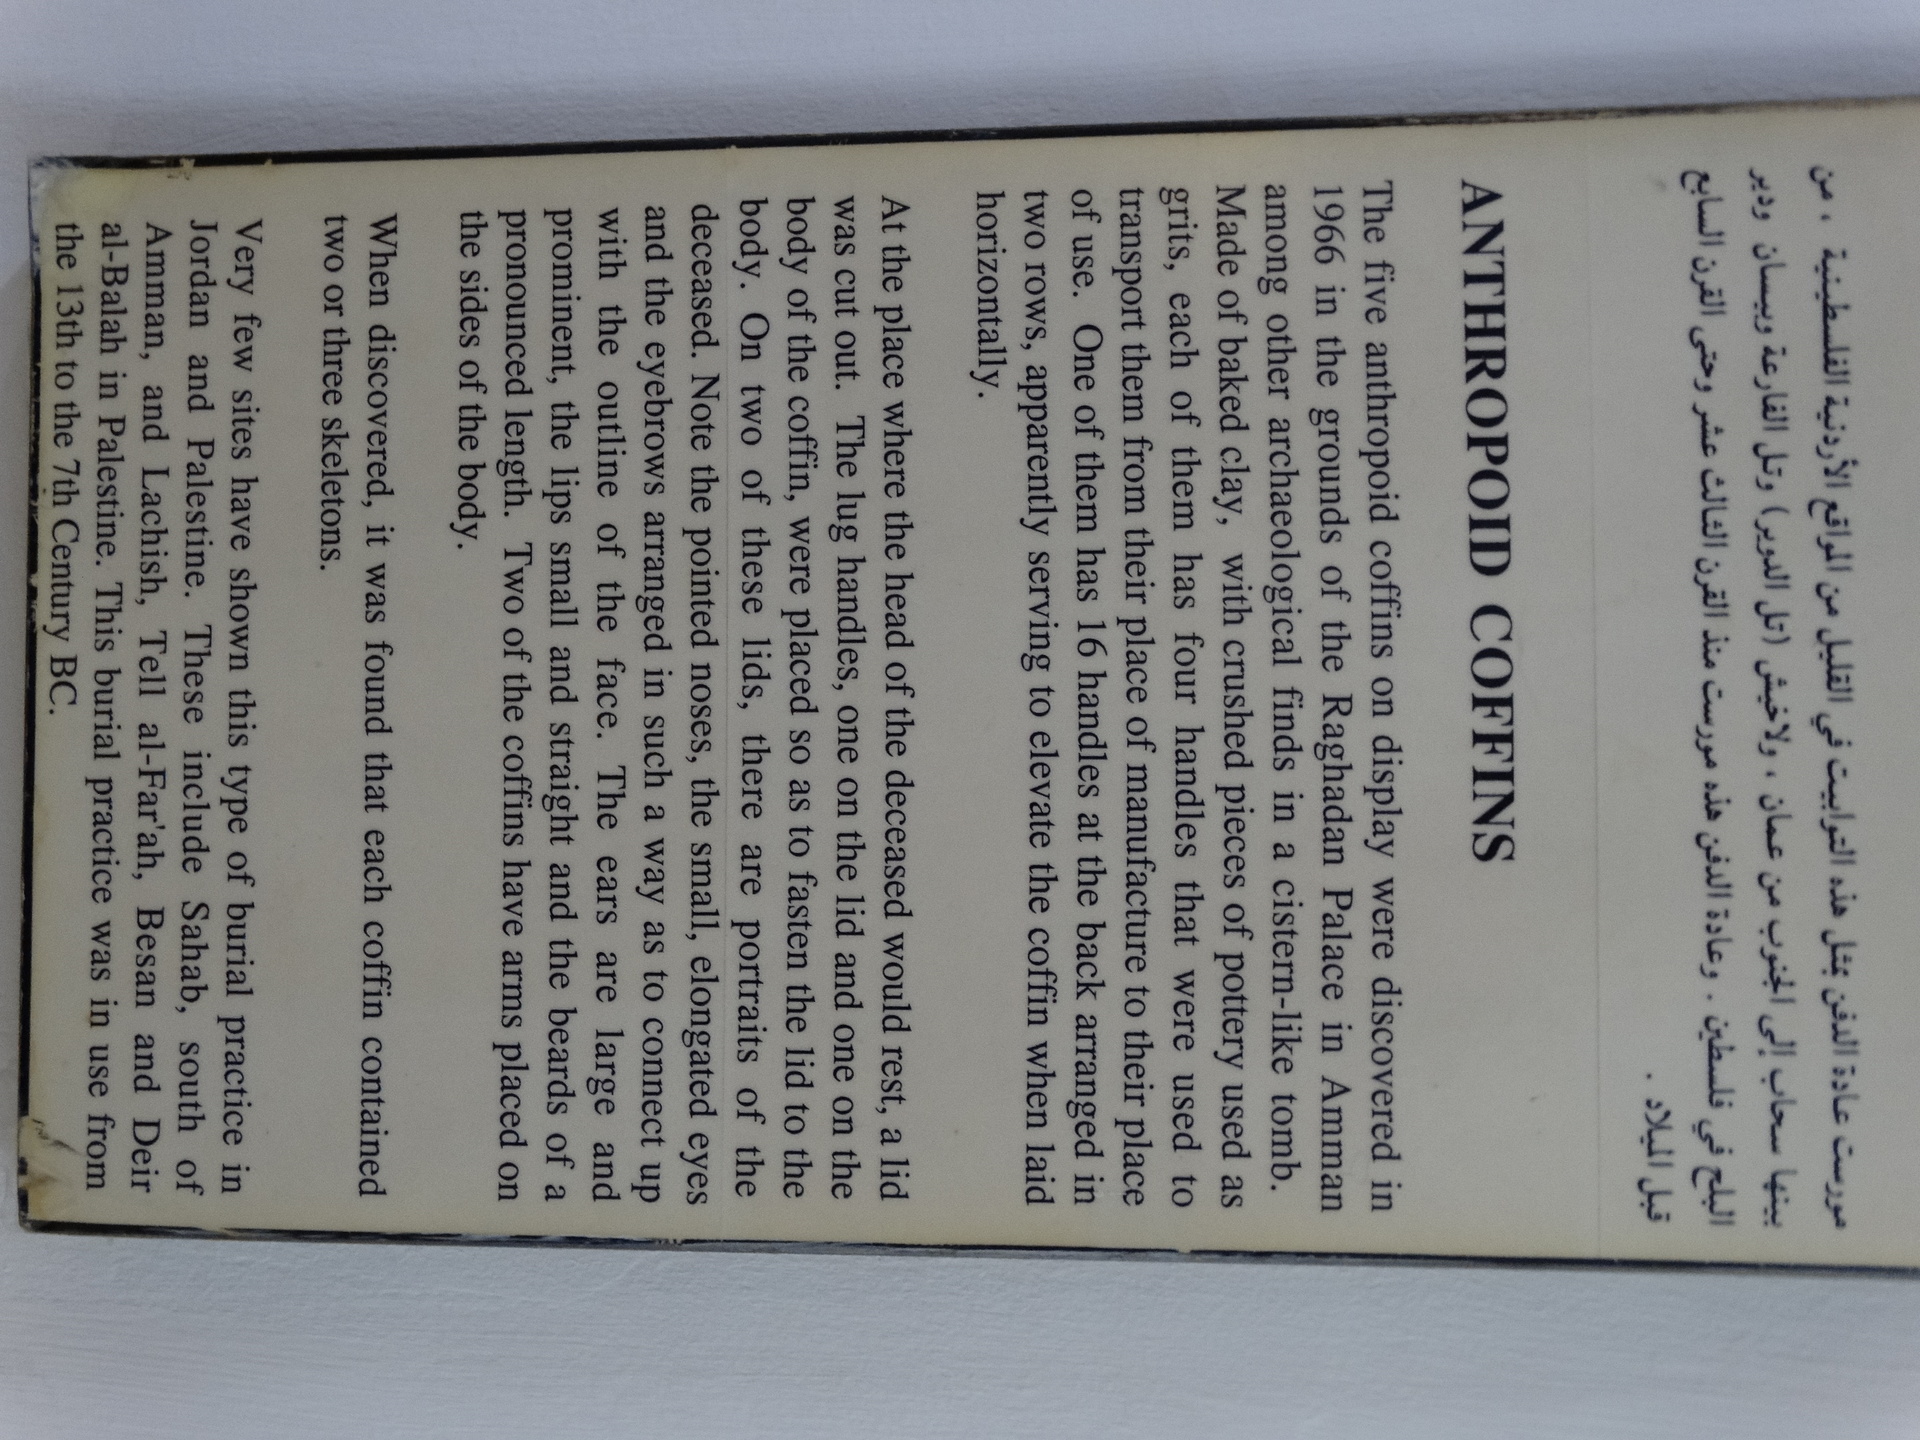 مورست عادة الدفن بمثل هذه التوابيت في القليل من المواقع الأردنية الفلسطينية ، من
بينها سحاب إلى الجنوب من عمان ، ولاخيش (تل الدوير) وتل الفارعة وبيسان ودير
البلح في فلسطين . وعادة الدفن هذه مورست منذ القرن الثالث عشر وحتى القرن السابع
قبل الميلاد .
ANTHROPOID COFFINS
The five anthropoid coffins on display were discovered in
1966 in the grounds of the Raghadan Palace in Amman
among other archaeological finds in a cistern-like tomb.
Made of baked clay, with crushed pieces of pottery used as
grits, each of them has four handles that were used to
transport them from their place of manufacture to their place
of use. One of them has 16 handles at the back arranged in
two rows, apparently serving to elevate the coffin when laid
horizontally.
At the place where the head of the deceased would rest, a lid
was cut out. The lug handles, one on the lid and one on the
body of the coffin, were placed so as to fasten the lid to the
body. On two of these lids, there are portraits of the
deceased. Note the pointed noses, the small, elongated eyes
and the eyebrows arranged in such a way as to connect up
with the outline of the face. The ears are large and
prominent, the lips small and straight and the beards of a
pronounced length. Two of the coffins have arms placed on
the sides of the body.
When discovered, it was found that each coffin contained
two or three skeletons.
Very few sites have shown this type of burial practice in
Jordan and Palestine. These include Sahab, south of
Amman, and Lachish, Tell al-Far'ah, Besan and Deir
al-Balah in Palestine. This burial practice was in use from
the 13th to the 7th Century BC.